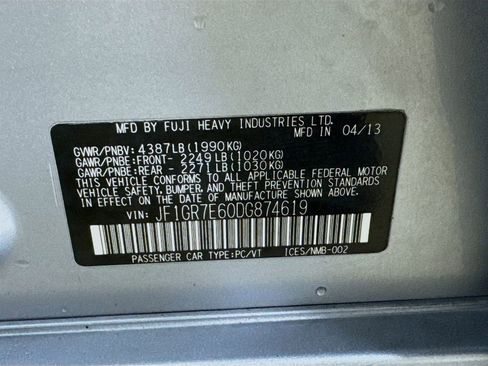 MFD BY FUJI HEAVY INDUSTRIES LTD.
MFD IN 04/13
GVWR/PNBV: 4387LB(1990KG)
GAWR/PNBE:FRONT- 2249LB(1020KG)
GAWR/PNBE:REAR - 2271LB(1030KG)
THIS VEHICLE CONFORMS TO ALL APPLICABLE FEDERAL MOTOR
VEHICLE SAFETY, BUMPER, AND THEFT PREVENTION STANDARDS
IN EFFECT ON THE DATE OF MANUFACTURE SHOWN ABOVE.
VIN: JF1GR7E60DG874619
PASSENGER CAR TYPE:PC/VT ICES/NMB-002